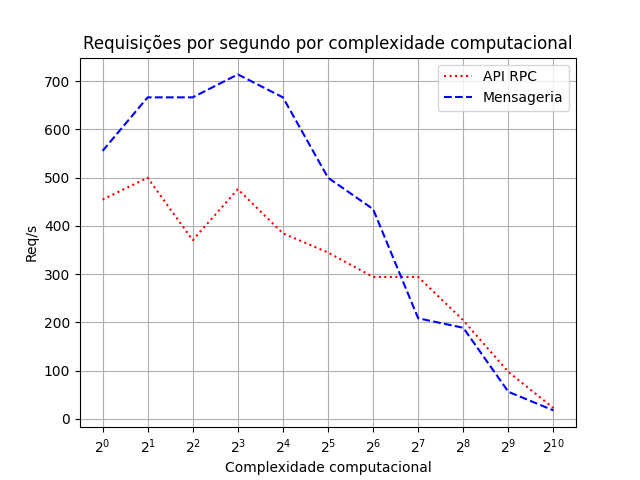 Requisições por segundo por complexidade computacional
API RPC
Mensageria
Req/s
700
600
500
400
300
200
100
0
2^0 2^1 2^2 2^3 2^4 2^5 2^6 2^7 2^8 2^9 2^10
Complexidade computacional